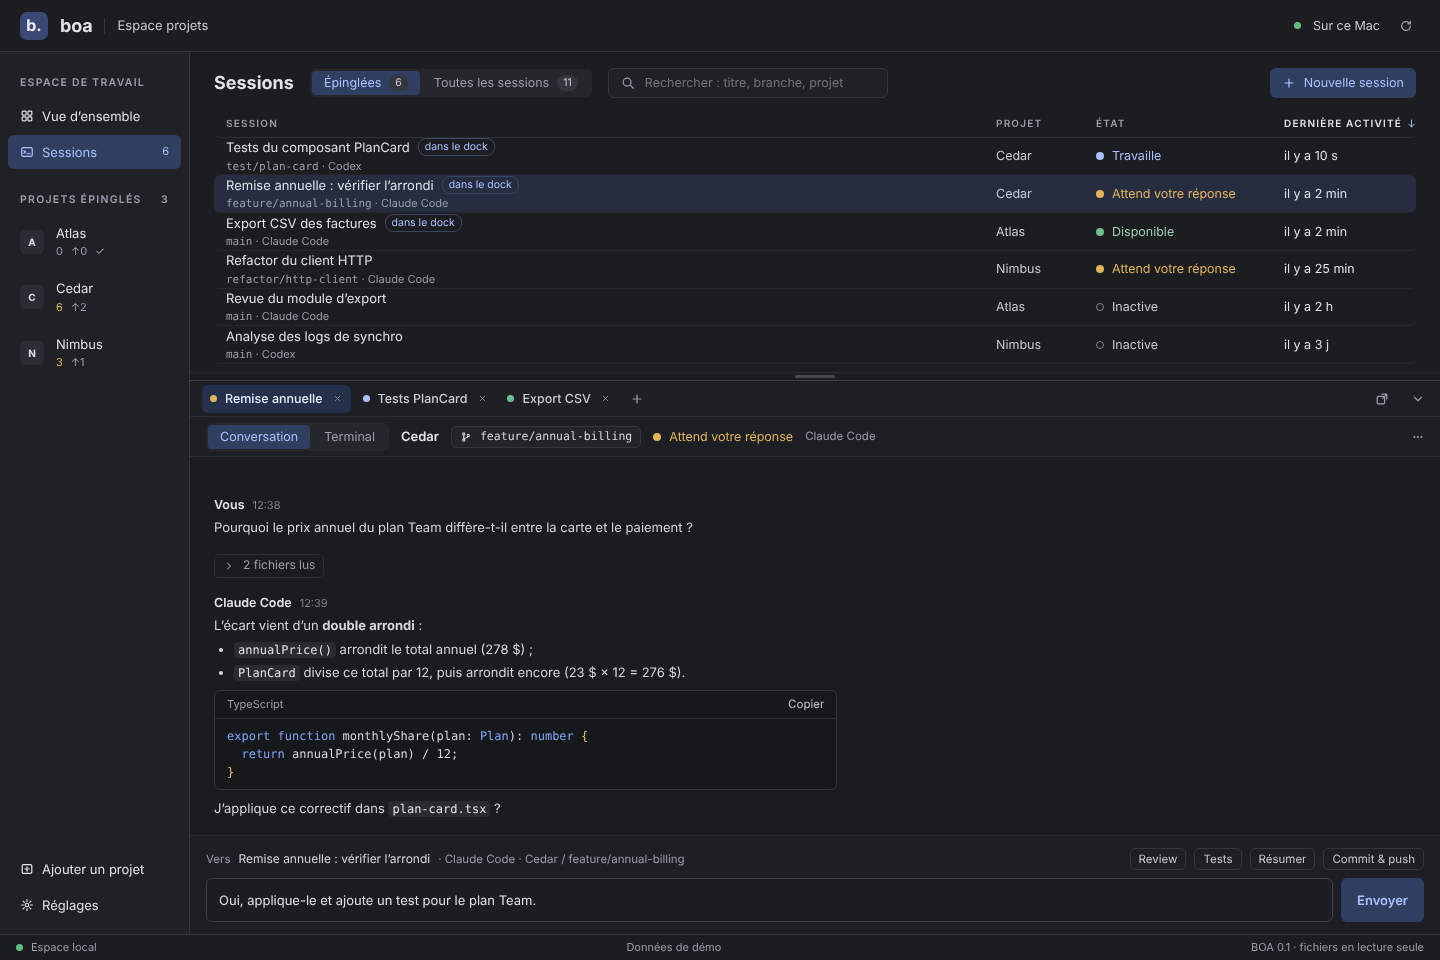 b. boa Espace projets Sur ce Mac
ESPACE DE TRAVAIL
Vue d’ensemble
Sessions 6
PROJETS ÉPINGLÉS 3
A Atlas
0 ↑0 ✓
C Cedar
6 ↑2
N Nimbus
3 ↑1
Ajouter un projet
Réglages
Sessions Épinglées 6 Toutes les sessions 11 Rechercher : titre, branche, projet + Nouvelle session
SESSION PROJET ÉTAT DERNIÈRE ACTIVITÉ ↓
Tests du composant PlanCard dans le dock
test/plan-card · Codex Cedar Travaille il y a 10 s
Remise annuelle : vérifier l’arrondi dans le dock
feature/annual-billing · Claude Code Cedar Attend votre réponse il y a 2 min
Export CSV des factures dans le dock
main · Claude Code Atlas Disponible il y a 2 min
Refactor du client HTTP
refactor/http-client · Claude Code Nimbus Attend votre réponse il y a 25 min
Revue du module d’export
main · Claude Code Atlas Inactive il y a 2 h
Analyse des logs de synchro
main · Codex Nimbus Inactive il y a 3 j
Remise annuelle × Tests PlanCard × Export CSV × +
Conversation Terminal Cedar feature/annual-billing Attend votre réponse Claude Code ···
Vous 12:38
Pourquoi le prix annuel du plan Team diffère-t-il entre la carte et le paiement ?
2 fichiers lus
Claude Code 12:39
L’écart vient d’un double arrondi :
• annualPrice() arrondit le total annuel (278 $) ;
• PlanCard divise ce total par 12, puis arrondit encore (23 $ × 12 = 276 $).
TypeScript Copier
export function monthlyShare(plan: Plan): number {
return annualPrice(plan) / 12;
}
J’applique ce correctif dans plan-card.tsx ?
Vers Remise annuelle : vérifier l’arrondi · Claude Code · Cedar / feature/annual-billing Review Tests Résumer Commit & push
Oui, applique-le et ajoute un test pour le plan Team. Envoyer
Espace local Données de démo BOA 0.1 · fichiers en lecture seule